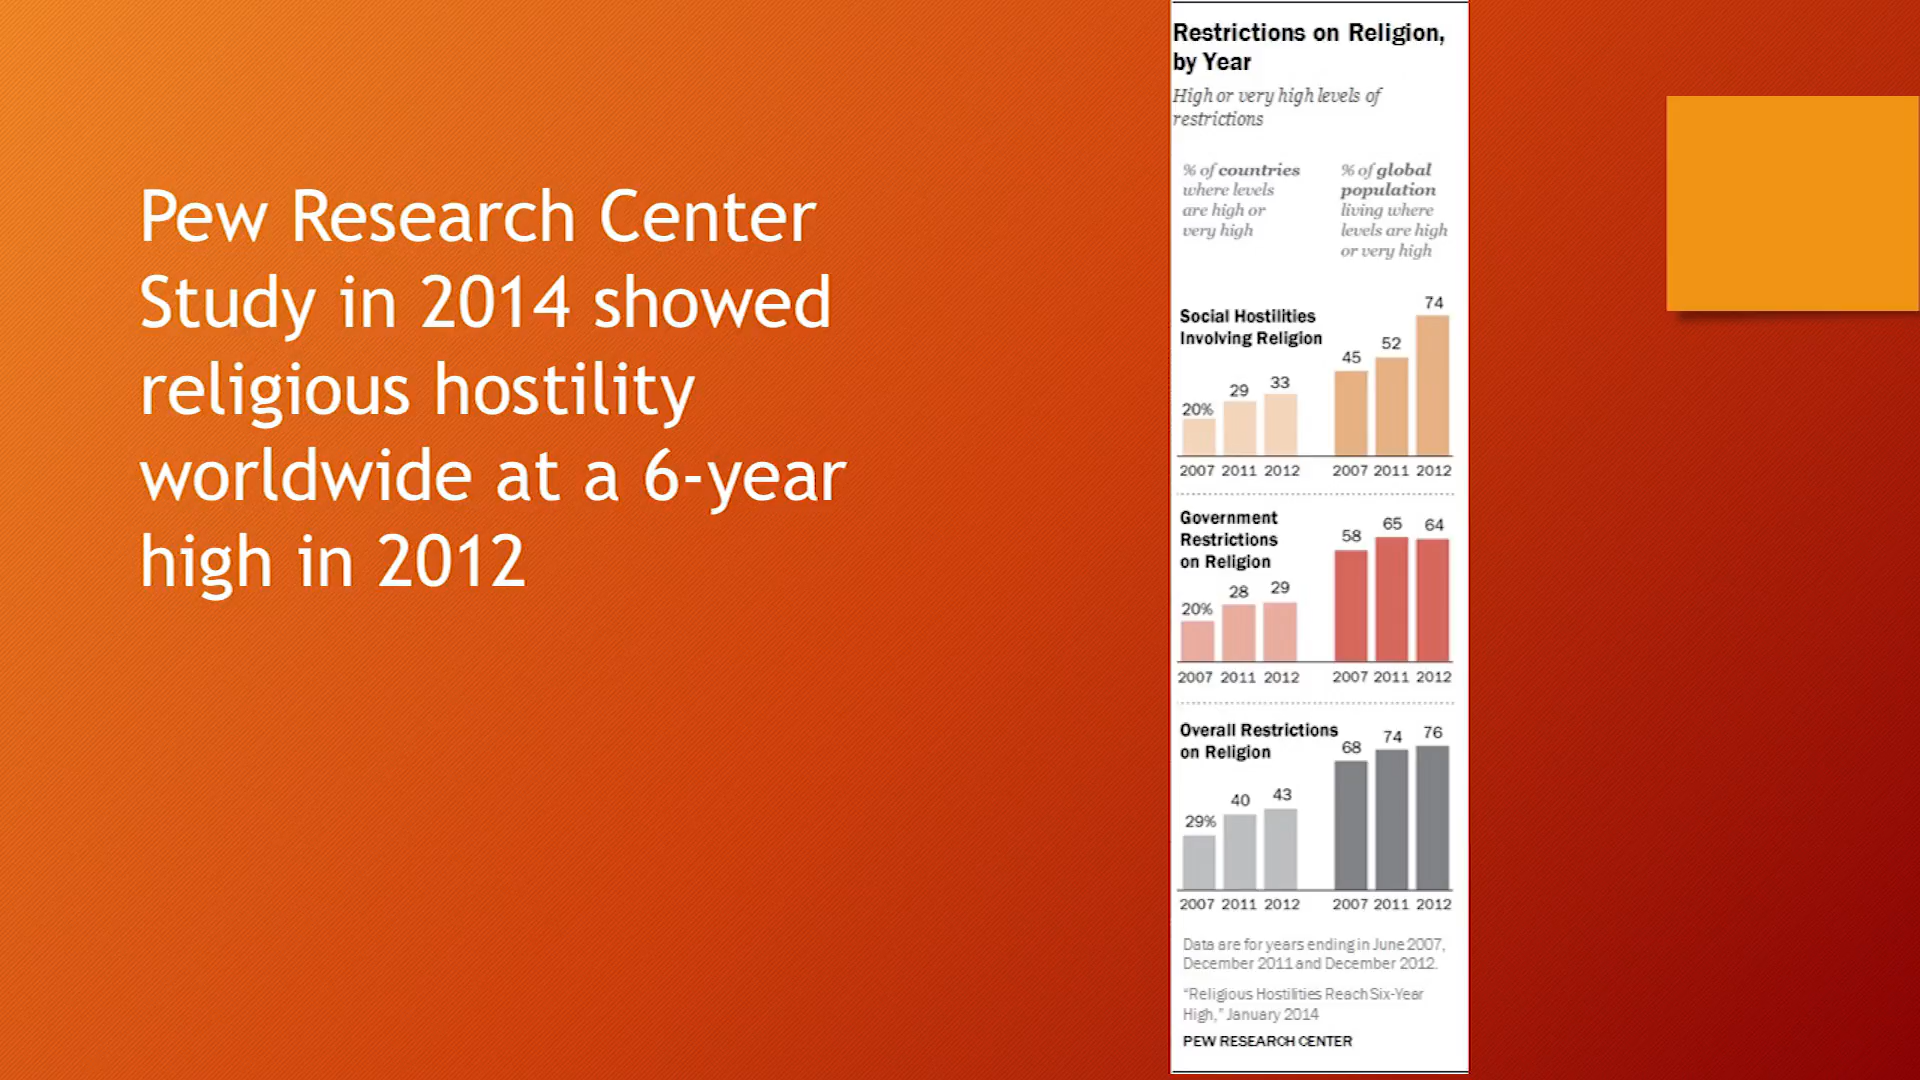 Pew Research Center
Study in 2014 showed
religious hostility
worldwide at a 6-year
high in 2012
Restrictions on Religion,
by Year
High or very high levels of
restrictions
% of countries
where levels
are high or
very high
% of global
population
living where
levels are high
or very high
Social Hostilities
Involving Religion
20% 29 33 45 52 74
2007 2011 2012 2007 2011 2012
Government
Restrictions
on Religion
20% 28 29 58 65 64
2007 2011 2012 2007 2011 2012
Overall Restrictions
on Religion
29% 40 43 68 74 76
2007 2011 2012 2007 2011 2012
Data are for years ending in June 2007,
December 2011 and December 2012.
“Religious Hostilities Reach Six-Year
High,” January 2014
PEW RESEARCH CENTER